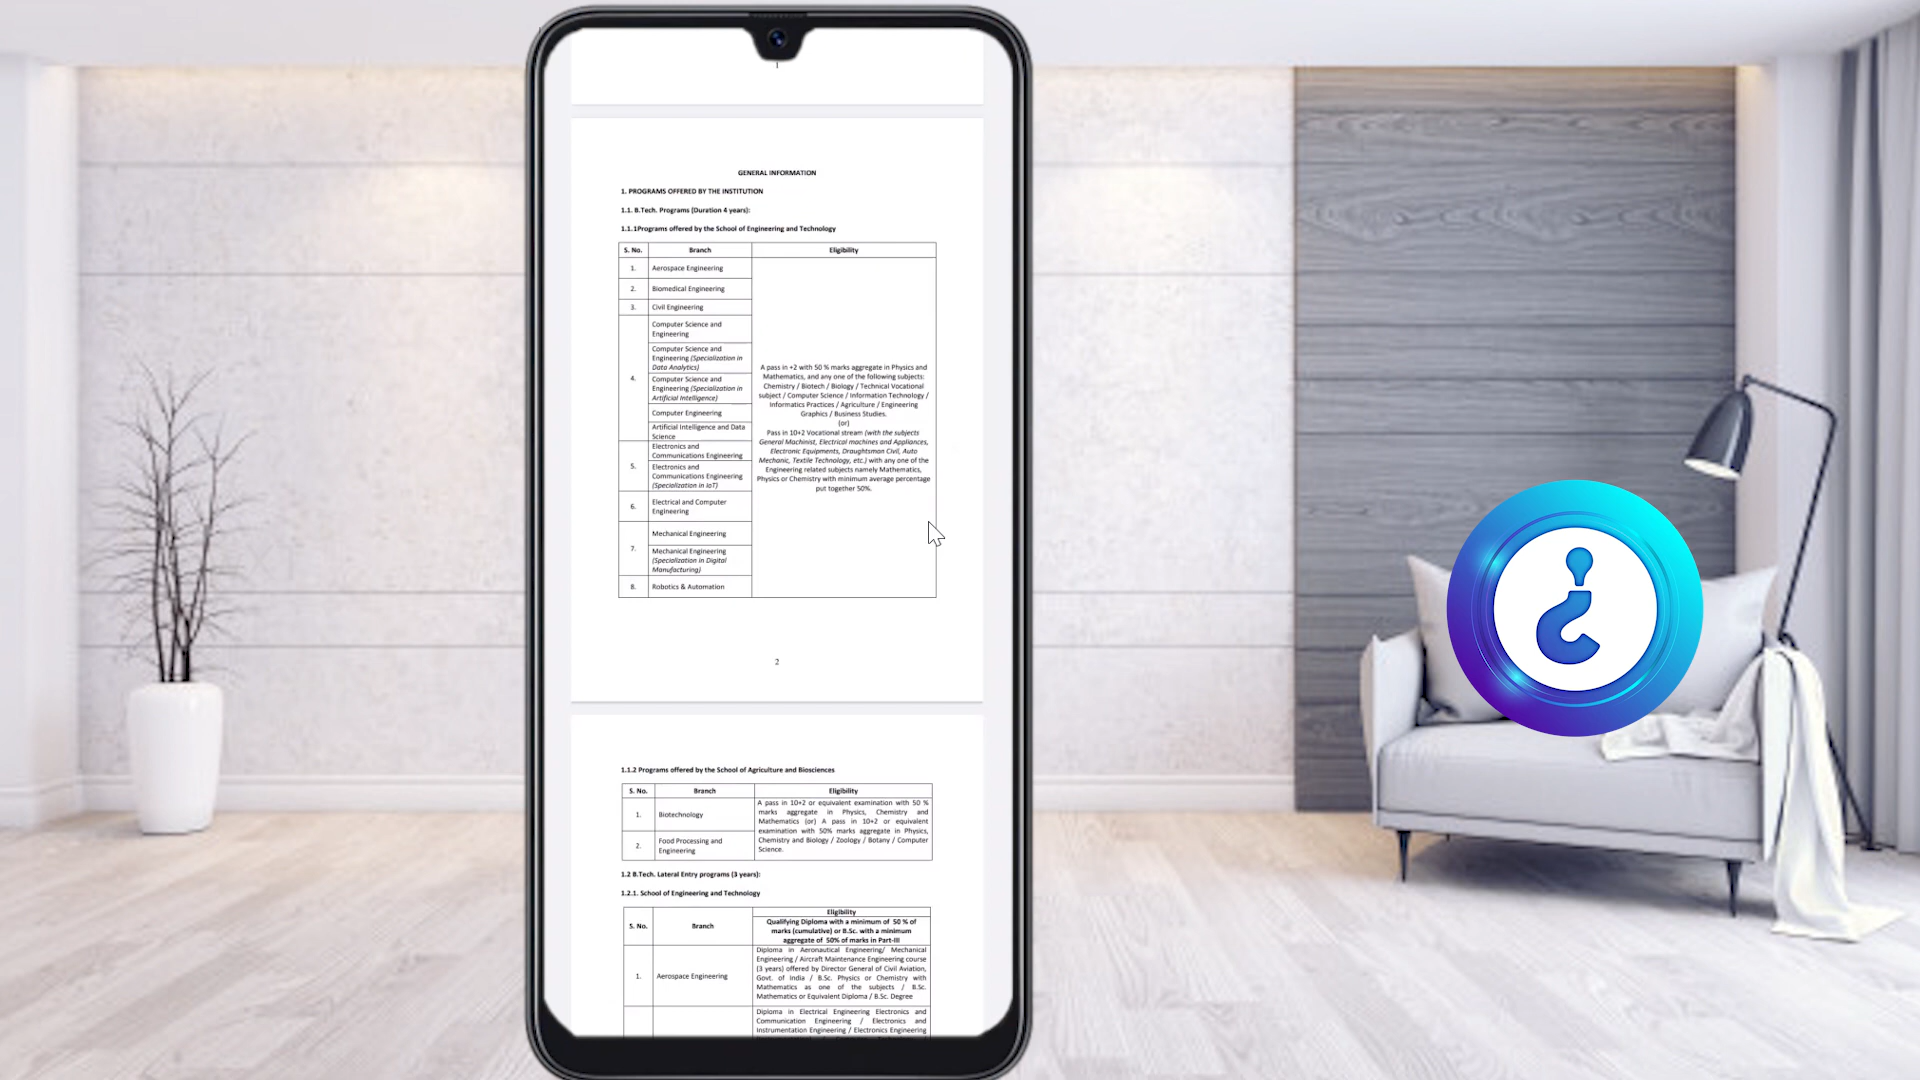 1
GENERAL INFORMATION
1. PROGRAMS OFFERED BY THE INSTITUTION
1.1. B.Tech. Programs (Duration 4 years):
1.1.1Programs offered by the School of Engineering and Technology
S. No.
Branch
Eligibility
1.
Aerospace Engineering
2.
Biomedical Engineering
3.
Civil Engineering
4.
Computer Science and
Engineering
Computer Science and
Engineering (Specialization in
Data Analytics)
Computer Science and
Engineering (Specialization in
Artificial Intelligence)
Computer Engineering
Artificial Intelligence and Data
Science
5.
Electronics and
Communications Engineering
Electronics and
Communications Engineering
(Specialization in IoT)
6.
Electrical and Computer
Engineering
7.
Mechanical Engineering
Mechanical Engineering
(Specialization in Digital
Manufacturing)
8.
Robotics & Automation
A pass in +2 with 50 % marks aggregate in Physics and
Mathematics, and any one of the following subjects:
Chemistry / Biotech / Biology / Technical Vocational
subject / Computer Science / Information Technology /
Informatics Practices / Agriculture / Engineering
Graphics / Business Studies.
(or)
Pass in 10+2 Vocational stream (with the subjects
General Machinist, Electrical machines and Appliances,
Electronic Equipments, Draughtsman Civil, Auto
Mechanic, Textile Technology, etc.) with any one of the
Engineering related subjects namely Mathematics,
Physics or Chemistry with minimum average percentage
put together 50%.
2
1.1.2 Programs offered by the School of Agriculture and Biosciences
S. No.
Branch
Eligibility
1.
Biotechnology
2.
Food Processing and
Engineering
A pass in 10+2 or equivalent examination with 50 %
marks aggregate in Physics, Chemistry and
Mathematics (or) A pass in 10+2 or equivalent
examination with 50% marks aggregate in Physics,
Chemistry and Biology / Zoology / Botany / Computer
Science.
1.2 B.Tech. Lateral Entry programs (3 years):
1.2.1. School of Engineering and Technology
S. No.
Branch
Eligibility
Qualifying Diploma with a minimum of 50 % of
marks (cumulative) or B.Sc. with a minimum
aggregate of 50% of marks in Part-III
1.
Aerospace Engineering
Diploma in Aeronautical Engineering/ Mechanical
Engineering / Aircraft Maintenance Engineering course
(3 years) offered by Director General of Civil Aviation,
Govt. of India / B.Sc. Physics or Chemistry with
Mathematics as one of the subjects / B.Sc.
Mathematics or Equivalent Diploma / B.Sc. Degree
Diploma in Electrical Engineering Electronics and
Communication Engineering / Electronics and
Instrumentation Engineering / Electronics Engineering